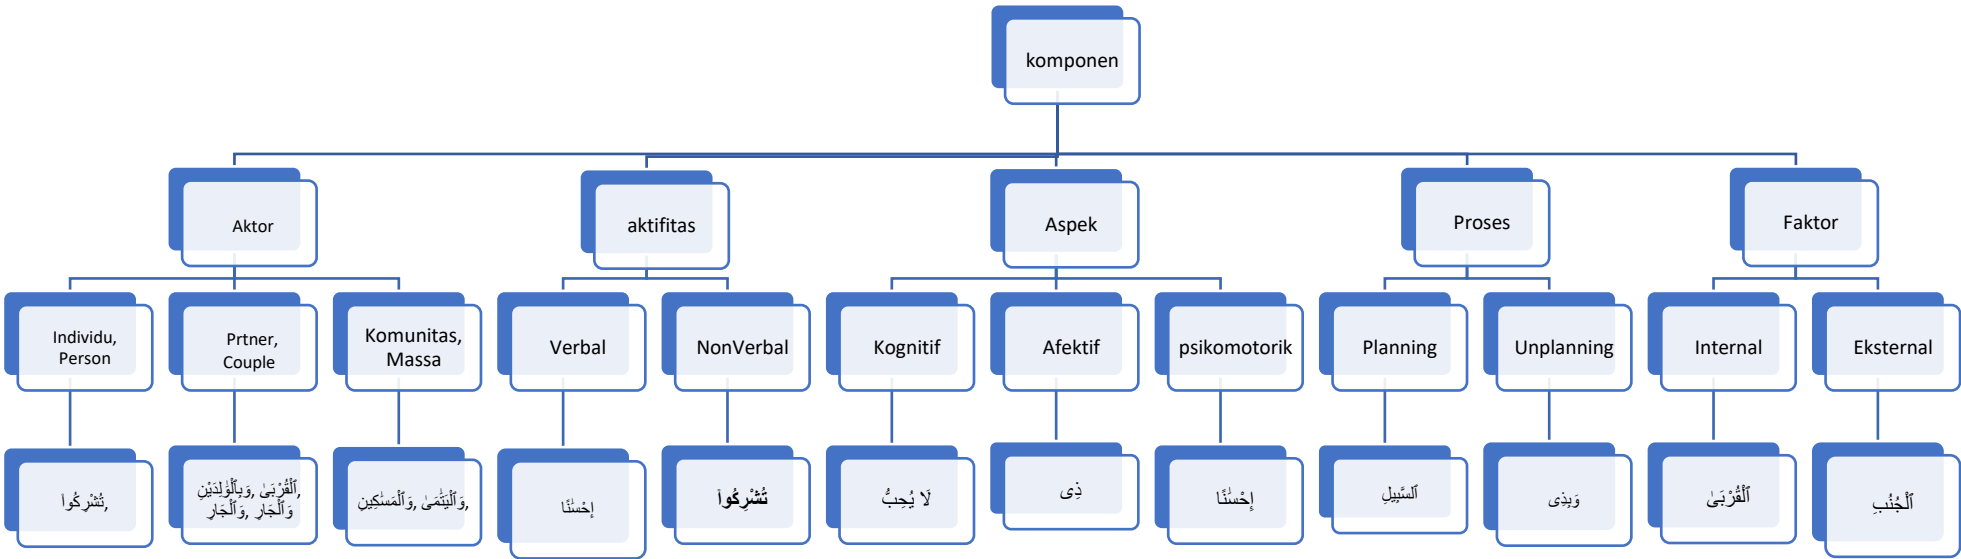 komponen
Aktor
aktifitas
Aspek
Proses
Faktor
Individu,
Person
Prtner,
Couple
Komunitas,
Massa
Verbal
NonVerbal
Kognitif
Afektif
psikomotorik
Planning
Unplanning
Internal
Eksternal
تُشْرِكُوا۟,
ٱلْقُرْبَىٰ ,وَبِٱلْوَٰلِدَيْنِ,
وَٱلْجَارِ ,وَٱلْجَارِ
وَٱلْيَتَٰمَىٰ ,وَٱلْمَسَٰكِينِ,
إِحْسَٰنًا
تُشْرِكُوا۟
لَا يُحِبُّ
ذِى
إِحْسَٰنًا
ٱلسَّبِيلِ
وَبِذِى
ٱلْقُرْبَىٰ
ٱلْجُنُبِ